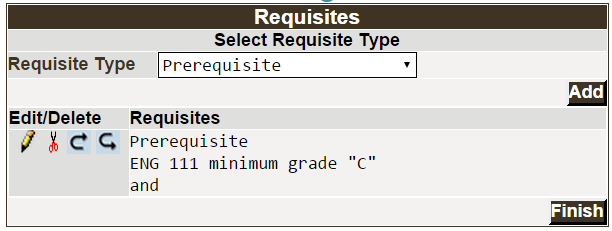 Requisites
Select Requisite Type
Requisite Type Prerequisite
Add
Edit/Delete Requisites
Prerequisite
ENG 111 minimum grade "C"
and
Finish